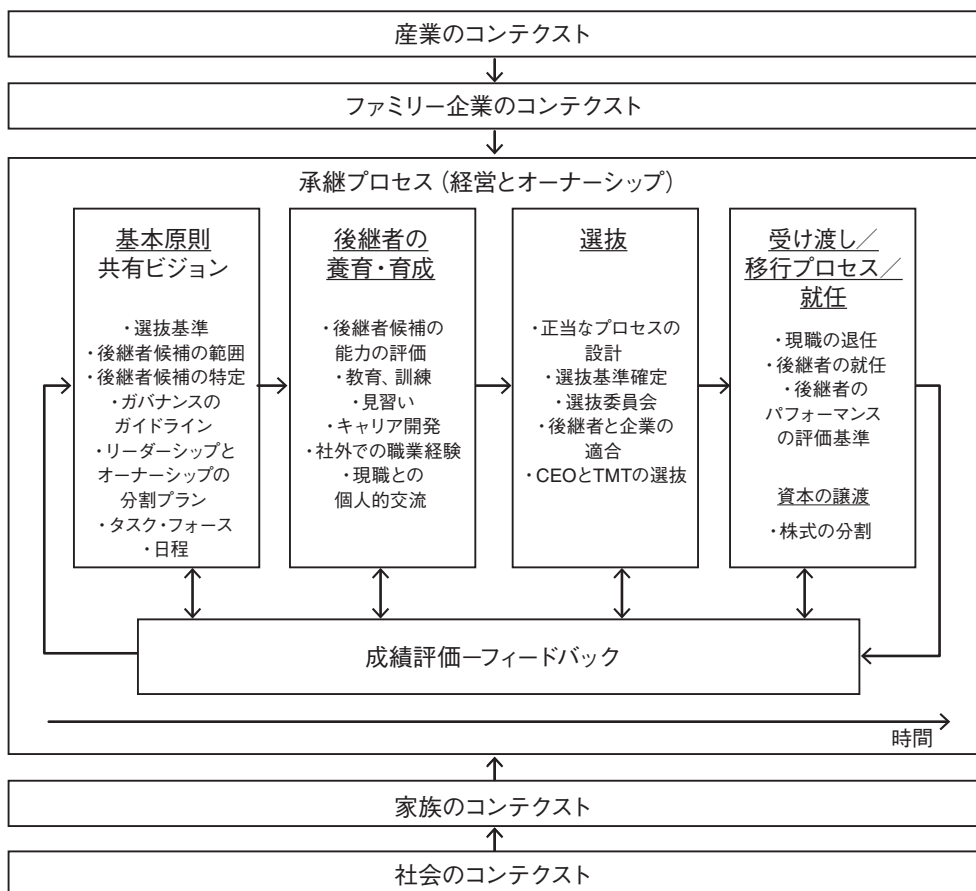 産業のコンテクスト
ファミリー企業のコンテクスト
承継プロセス（経営とオーナーシップ）
基本原則
共有ビジョン
・選抜基準
・後継者候補の範囲
・後継者候補の特定
・ガバナンスの
ガイドライン
・リーダーシップと
オーナーシップの
分割プラン
・タスク・フォース
・日程
後継者の
養育・育成
・後継者候補の
能力の評価
・教育、訓練
・見習い
・キャリア開発
・社外での職業経験
・現職との
個人的交流
選抜
・正当なプロセスの
設計
・選抜基準確定
・選抜委員会
・後継者と企業の
適合
・CEOとTMTの選抜
受け渡し／
移行プロセス／
就任
・現職の退任
・後継者の就任
・後継者の
パフォーマンス
の評価基準
資本の譲渡
・株式の分割
成績評価―フィードバック
時間
家族のコンテクスト
社会のコンテクスト